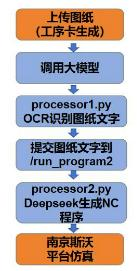 上传图纸
（工序卡生成）
调用大模型
processor1.py
OCR识别图纸文字
提交图纸文字到
/run_program2
processor2.py
Deepseek生成NC
程序
南京斯沃
平台仿真